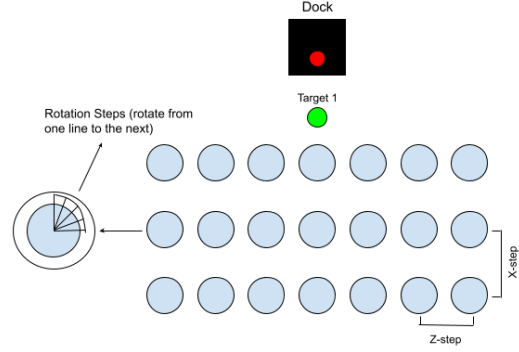 Dock
Target 1
Rotation Steps (rotate from
one line to the next)
X-step
Z-step